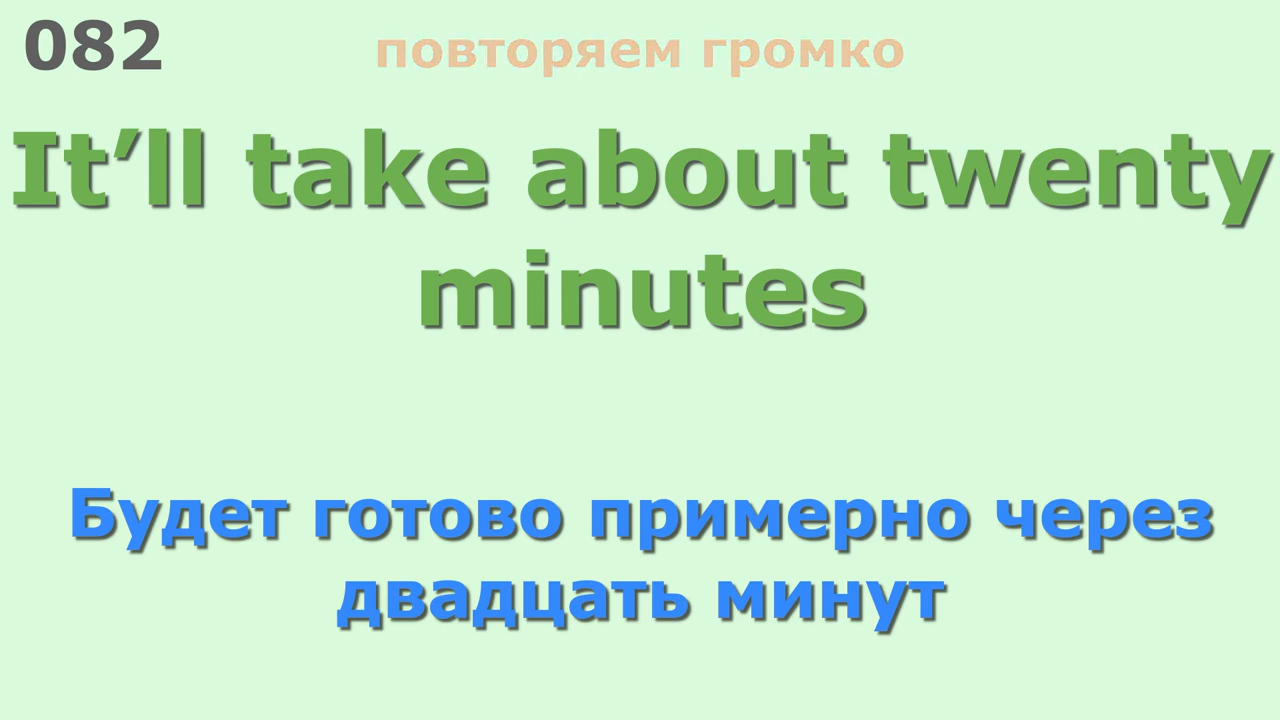 082
повторяем громко
It’ll take about twenty
minutes
Будет готово примерно через
двадцать минут